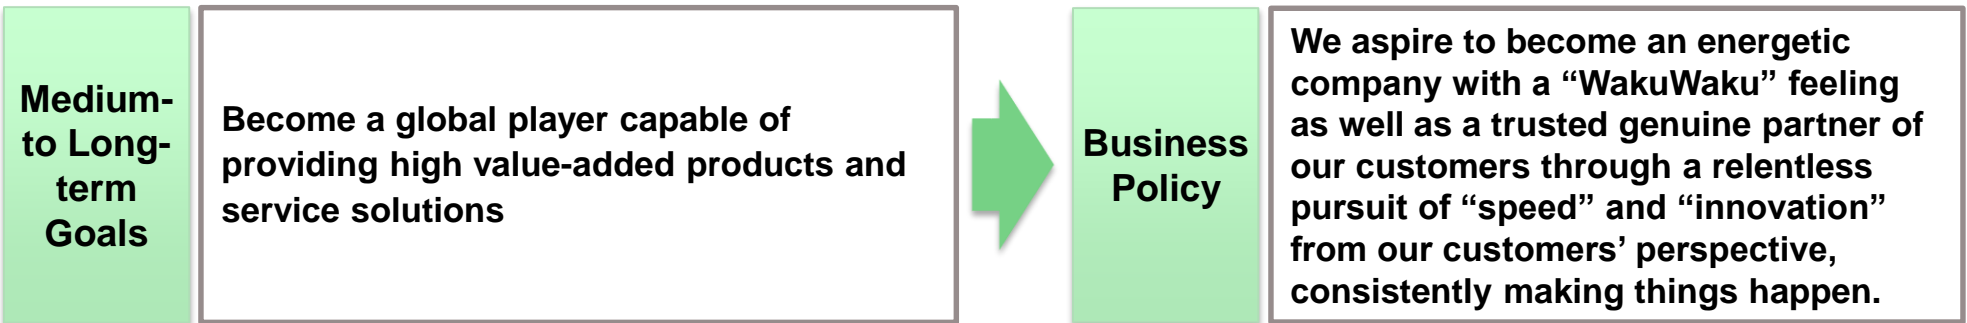 Medium-
to Long-
term
Goals
Become a global player capable of
providing high value-added products and
service solutions
Business
Policy
We aspire to become an energetic
company with a “WakuWaku” feeling
as well as a trusted genuine partner of
our customers through a relentless
pursuit of “speed” and “innovation”
from our customers’ perspective,
consistently making things happen.